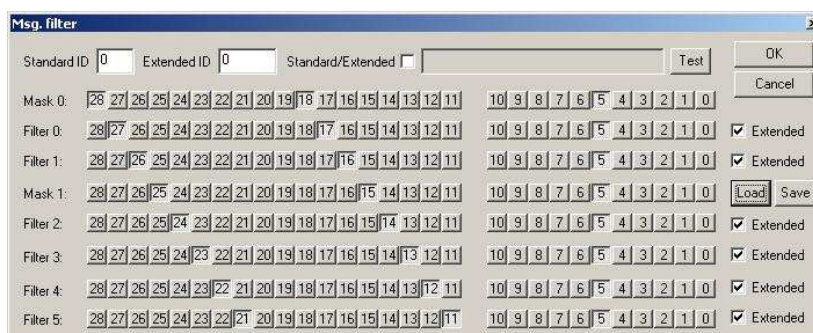 Msg. filter
Standard ID 0 Extended ID 0 Standard/Extended Test OK
Cancel
Mask 0: 28 27 26 25 24 23 22 21 20 19 18 17 16 15 14 13 12 11 10 9 8 7 6 5 4 3 2 1 0
Filter 0: 28 27 26 25 24 23 22 21 20 19 18 17 16 15 14 13 12 11 10 9 8 7 6 5 4 3 2 1 0 Extended
Filter 1: 28 27 26 25 24 23 22 21 20 19 18 17 16 15 14 13 12 11 10 9 8 7 6 5 4 3 2 1 0 Extended
Mask 1: 28 27 26 25 24 23 22 21 20 19 18 17 16 15 14 13 12 11 10 9 8 7 6 5 4 3 2 1 0 Load Save
Filter 2: 28 27 26 25 24 23 22 21 20 19 18 17 16 15 14 13 12 11 10 9 8 7 6 5 4 3 2 1 0 Extended
Filter 3: 28 27 26 25 24 23 22 21 20 19 18 17 16 15 14 13 12 11 10 9 8 7 6 5 4 3 2 1 0 Extended
Filter 4: 28 27 26 25 24 23 22 21 20 19 18 17 16 15 14 13 12 11 10 9 8 7 6 5 4 3 2 1 0 Extended
Filter 5: 28 27 26 25 24 23 22 21 20 19 18 17 16 15 14 13 12 11 10 9 8 7 6 5 4 3 2 1 0 Extended